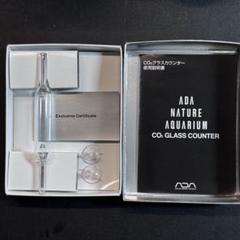 Exclusive Certificate
CO₂グラスカウンター
使用説明書
ADA
NATURE
AQUARIUM
CO₂ GLASS COUNTER
ADA